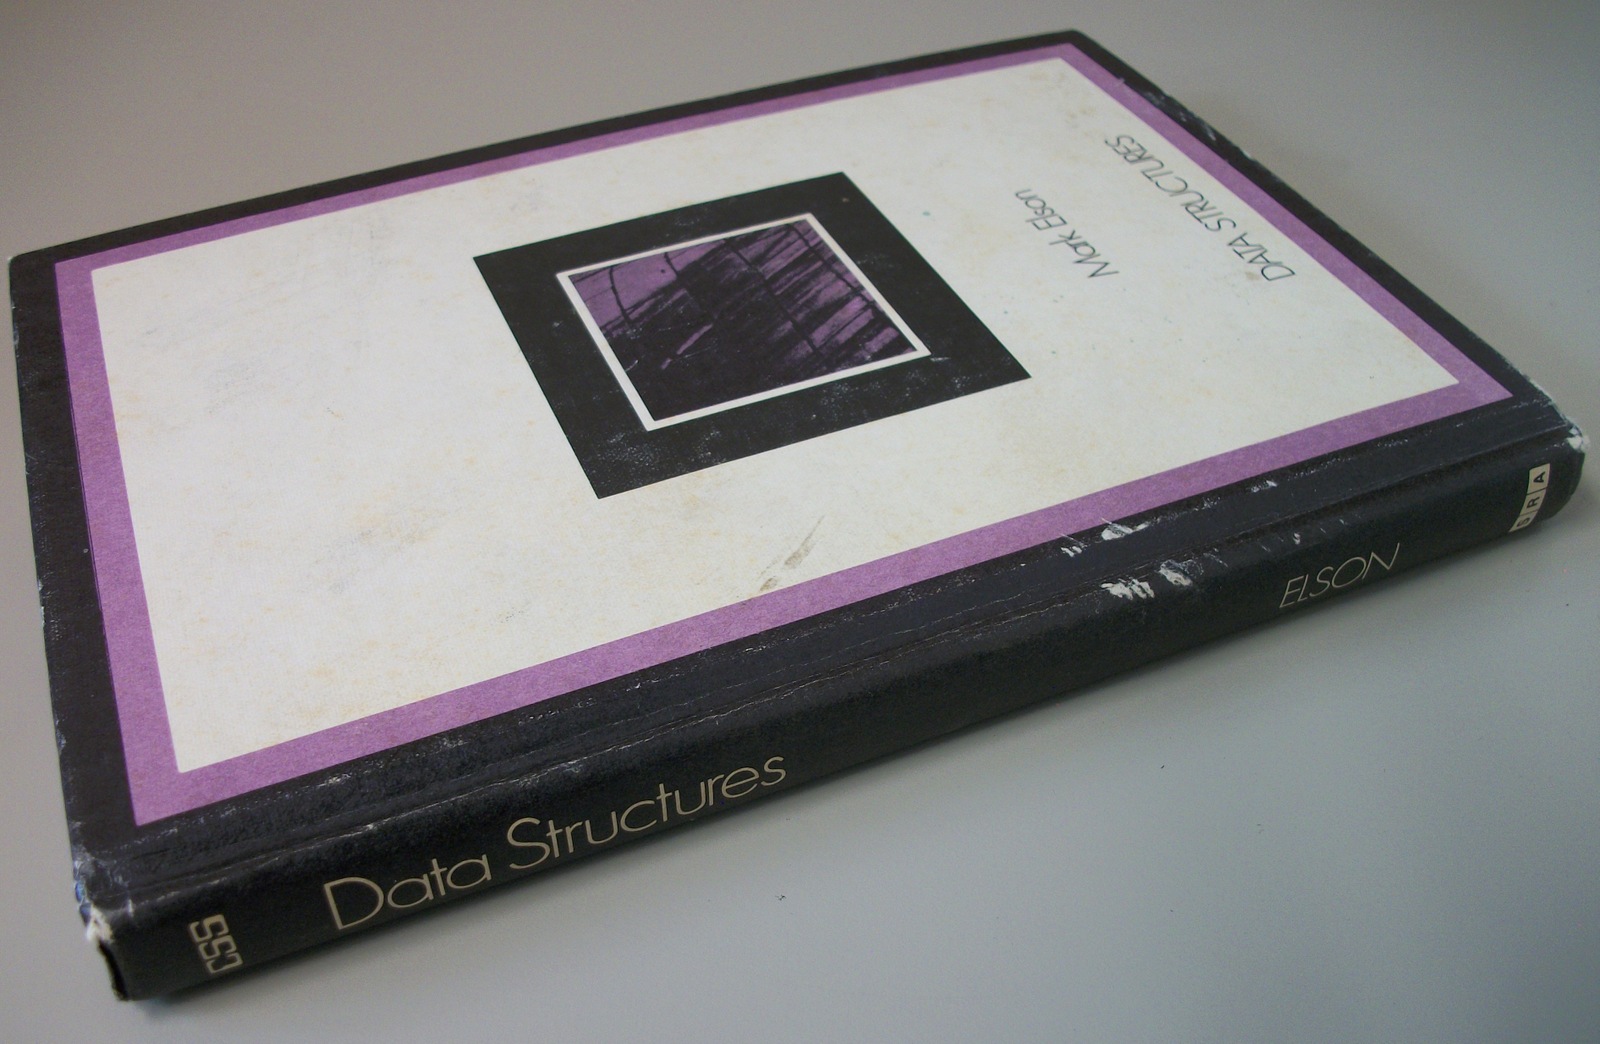 DATA STRUCTURES
Mark Elson
CSS
Data Structures
ELSON
SRA